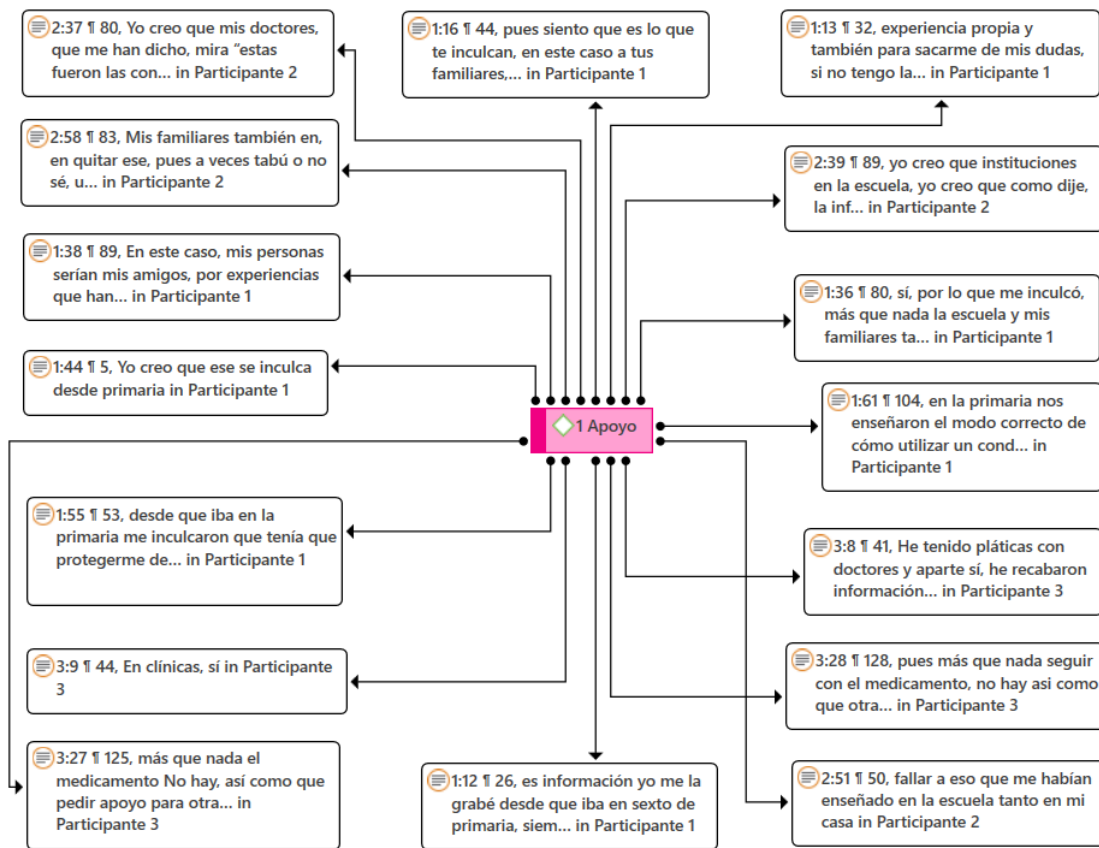 2:37 ¶ 80, Yo creo que mis doctores,
que me han dicho, mira “estas
fueron las con... in Participante 2
1:16 ¶ 44, pues siento que es lo que
te inculcan, en este caso a tus
familiares,... in Participante 1
1:13 ¶ 32, experiencia propia y
también para sacarme de mis dudas,
si no tengo la... in Participante 1
2:58 ¶ 83, Mis familiares también en,
en quitar ese, pues a veces tabú o no
sé, u... in Participante 2
2:39 ¶ 89, yo creo que instituciones
en la escuela, yo creo que como dije,
la inf... in Participante 2
1:38 ¶ 89, En este caso, mis personas
serían mis amigos, por experiencias
que han... in Participante 1
1:36 ¶ 80, sí, por lo que me inculcó,
más que nada la escuela y mis
familiares ta... in Participante 1
1:44 ¶ 5, Yo creo que ese se inculca
desde primaria in Participante 1
1 Apoyo
1:61 ¶ 104, en la primaria nos
enseñaron el modo correcto de
cómo utilizar un cond... in
Participante 1
1:55 ¶ 53, desde que iba en la
primaria me inculcaron que tenía que
protegerme de... in Participante 1
3:8 ¶ 41, He tenido pláticas con
doctores y aparte sí, he recabaron
información... in Participante 3
3:9 ¶ 44, En clínicas, sí in Participante
3
3:28 ¶ 128, pues más que nada seguir
con el medicamento, no hay asi como
que otra... in Participante 3
3:27 ¶ 125, más que nada el
medicamento No hay, así como que
pedir apoyo para otra... in
Participante 3
1:12 ¶ 26, es información yo me la
grabé desde que iba en sexto de
primaria, siem... in Participante 1
2:51 ¶ 50, fallar a eso que me habían
enseñado en la escuela tanto en mi
casa in Participante 2